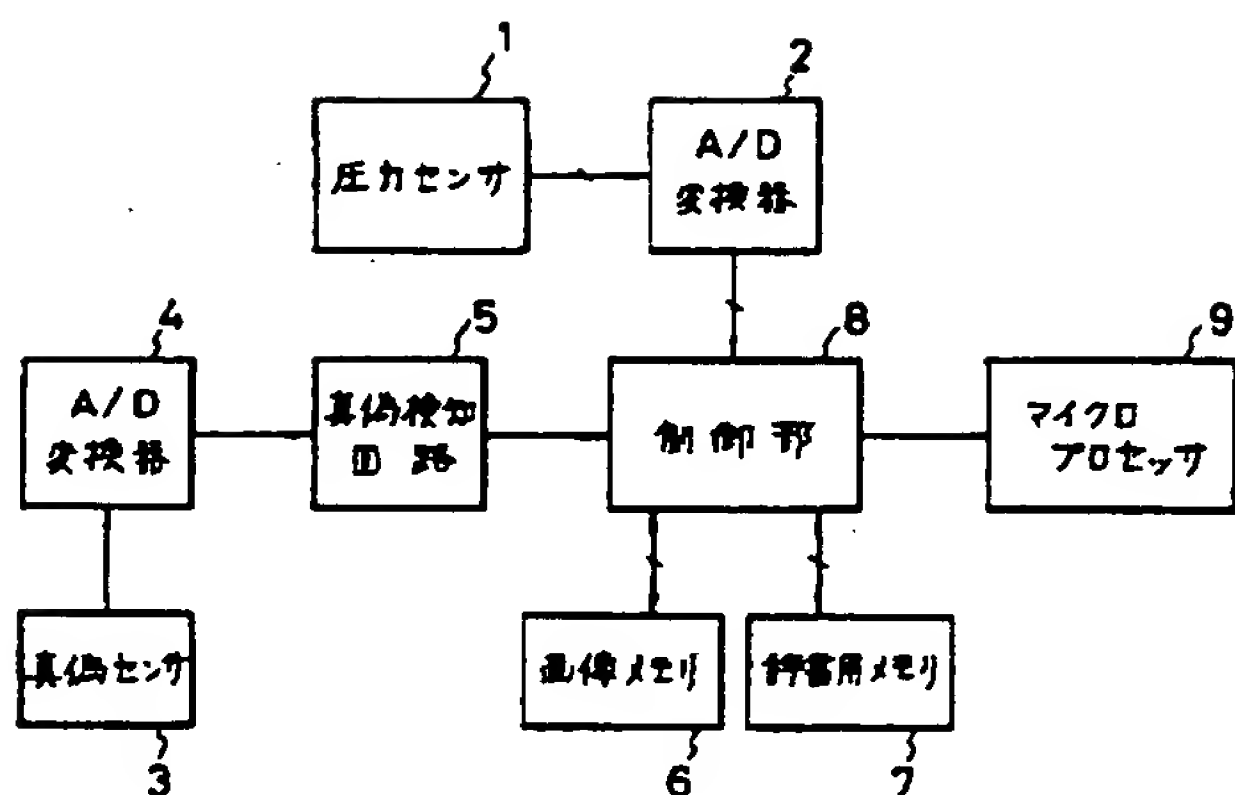 1
2
圧力センサ
A/D
変換器
4
5
8
9
A/D
変換器
真偽検知
回路
制御部
マイクロ
プロセッサ
真偽センサ
画像メモリ
辞書用メモリ
3
6
7